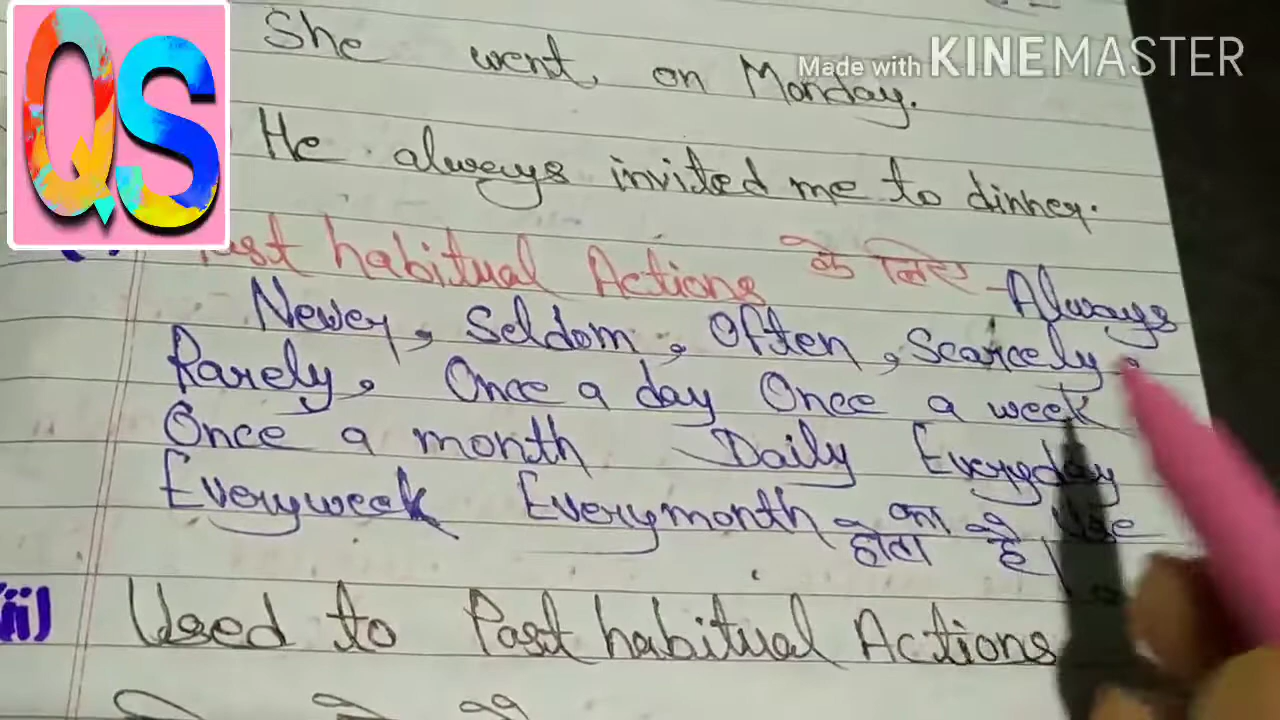 QS
Made with KINEMASTER
She went on Monday.
He always invited me to dinner.
Past habitual Actions के लिए - Always
Never, Seldom, Often, Scarcely,
Rarely, Once a day Once a week
Once a month Daily Everyday
Everyweek Everymonth का Use
होता है।
(ii) Used to Past habitual Actions